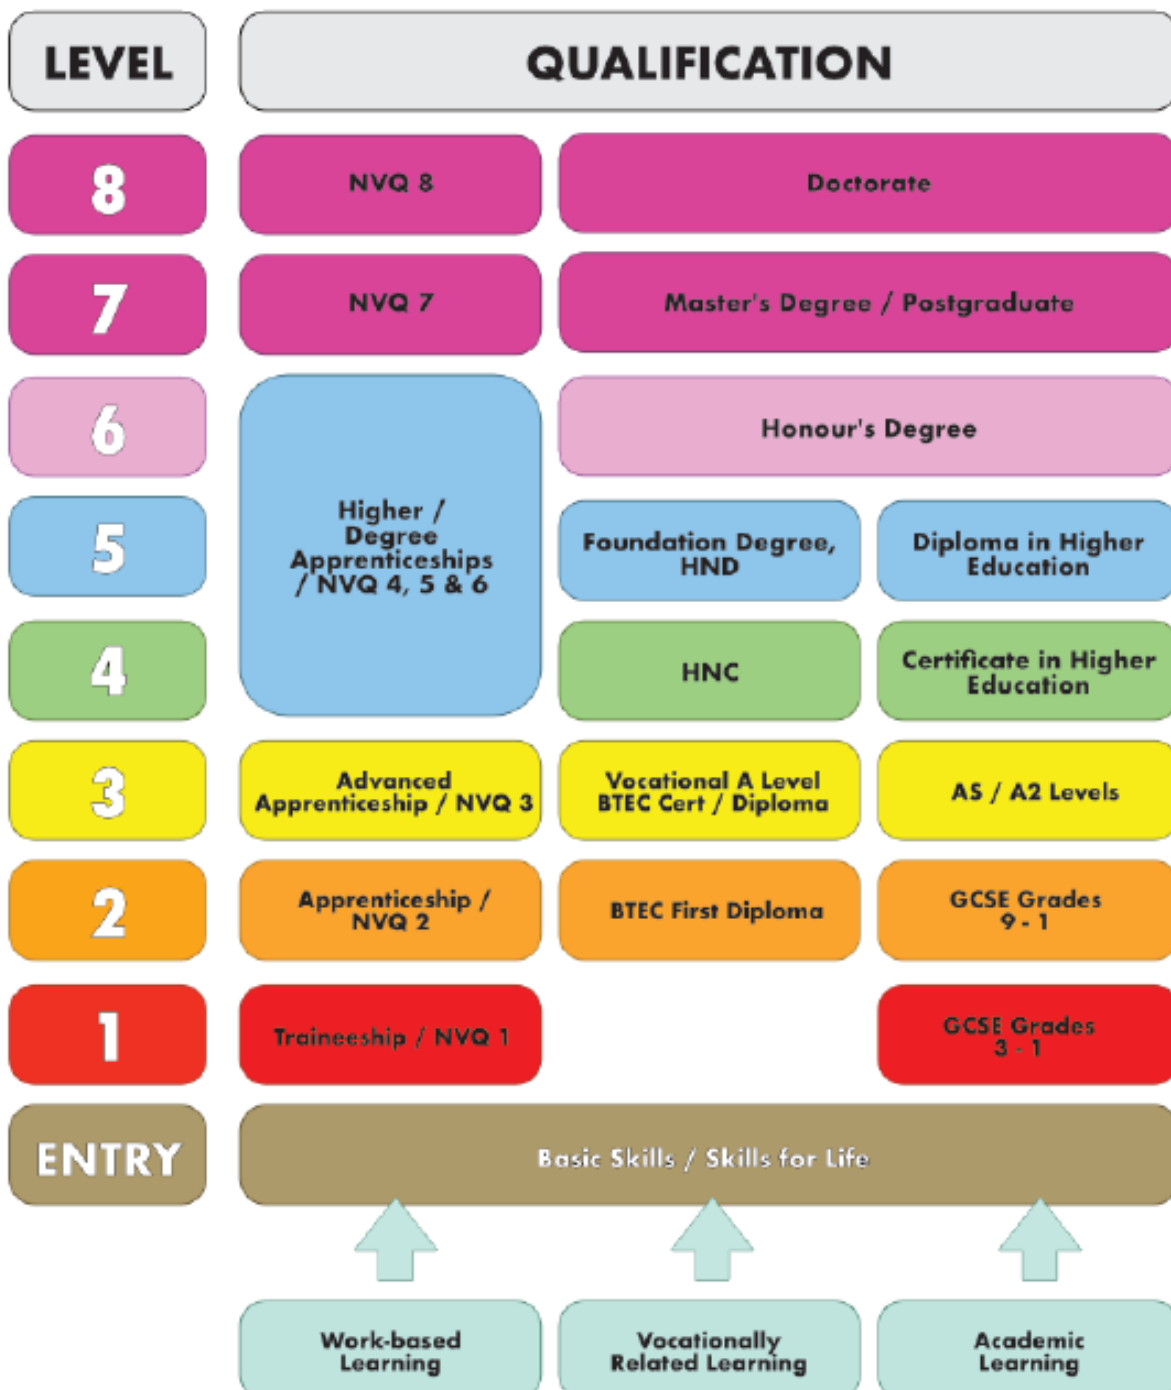 LEVEL
QUALIFICATION
8
NVQ 8
Doctorate
7
NVQ 7
Master's Degree / Postgraduate
6
Honour's Degree
Higher /
Degree
Apprenticeships
/ NVQ 4, 5 & 6
5
Foundation Degree,
HND
Diploma in Higher
Education
4
HNC
Certificate in Higher
Education
3
Advanced
Apprenticeship / NVQ 3
Vocational A Level
BTEC Cert / Diploma
AS / A2 Levels
2
Apprenticeship /
NVQ 2
BTEC First Diploma
GCSE Grades
9 - 1
1
Traineeship / NVQ 1
GCSE Grades
3 - 1
ENTRY
Basic Skills / Skills for Life
Work-based
Learning
Vocationally
Related Learning
Academic
Learning